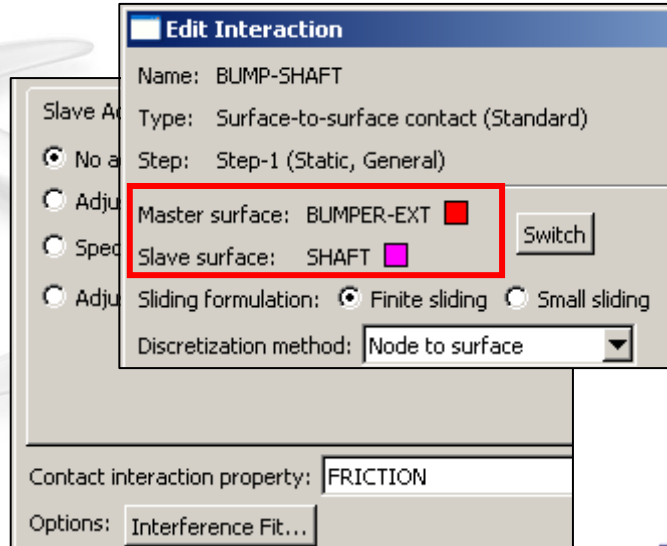 Edit Interaction
Name: BUMP-SHAFT
Type: Surface-to-surface contact (Standard)
Step: Step-1 (Static, General)
Master surface: BUMPER-EXT
Slave surface: SHAFT
Switch
Sliding formulation: Finite sliding Small sliding
Discretization method: Node to surface
Slave A
No a
Adju
Spec
Adju
Contact interaction property: FRICTION
Options: Interference Fit...